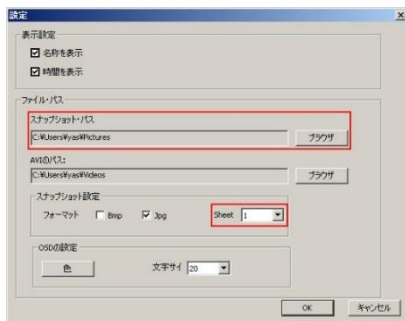 設定
表示設定
名称を表示
時間を表示
ファイル・パス
スナップショット・パス
C:¥Users¥yas¥Pictures
ブラウザ
AVIのパス:
C:¥Users¥yas¥Videos
ブラウザ
スナップショット設定
フォーマット Bmp Jpg Sheet 1
OSDの設定
色 文字サイ 20
OK キャンセル